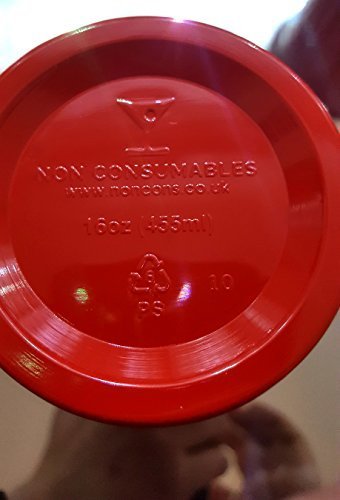 NON CONSUMABLES
www.noncons.co.uk
16oz (455ml)
10
PS